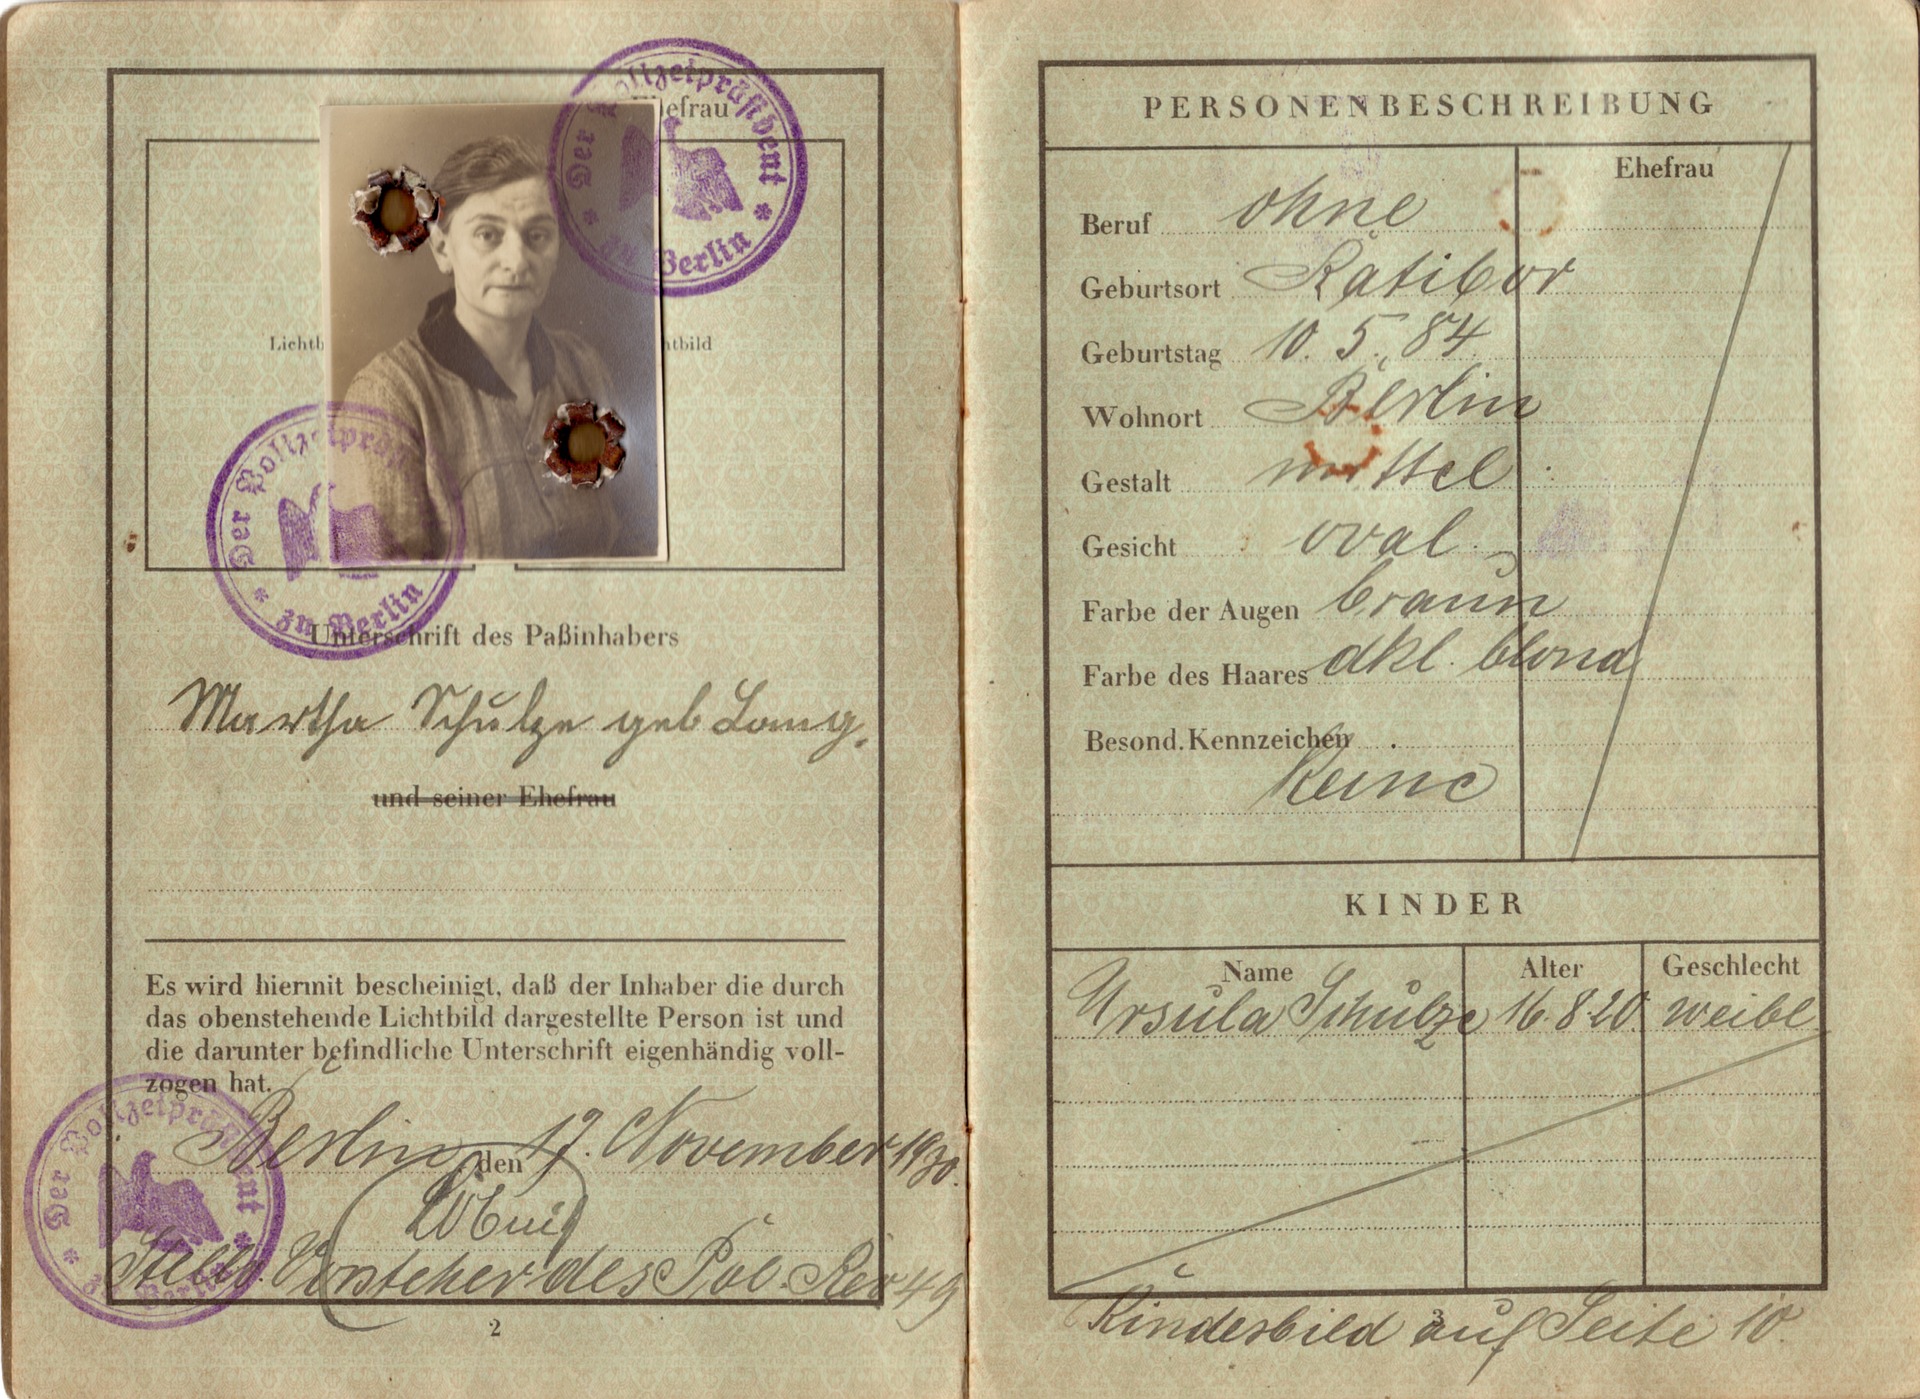 Ehefrau
Der Polizeipräsident
zu Berlin
Lichtb
htbild
Der Polizeipräsident
zu Berlin
Unterschrift des Paßinhabers
Martha Schulze geb Lang.
und seiner Ehefrau
Es wird hiermit bescheinigt, daß der Inhaber die durch
das obenstehende Lichtbild dargestellte Person ist und
die darunter befindliche Unterschrift eigenhändig voll-
zogen hat.
Berlin, den 17. November 1930.
Stellv. Vorsteher des Pol. Rev 49
Der Polizeipräsident
zu Berlin
2
PERSONENBESCHREIBUNG
Ehefrau
Beruf ohne
Geburtsort Ratibor
Geburtstag 10. 5. 84
Wohnort Berlin
Gestalt mittel
Gesicht oval
Farbe der Augen braun
Farbe des Haares dkl. blond
Besond. Kennzeichen
Keine
KINDER
Name Alter Geschlecht
Ursula Schulze 16.8.20 weibl
3
Kindesbild auf Seite 10.